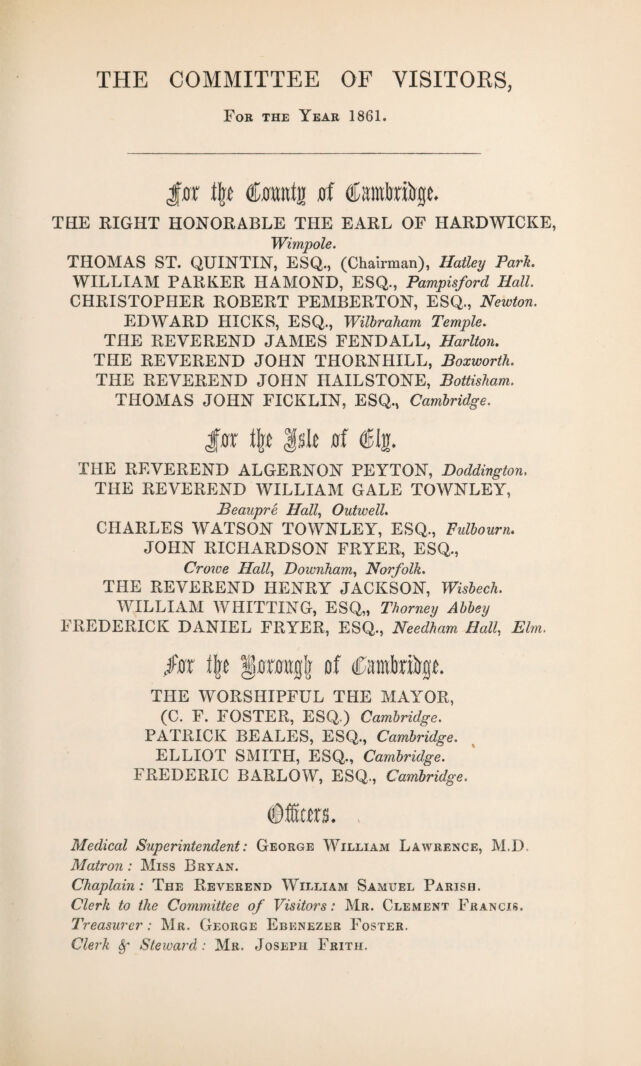 THE COMMITTEE OF VISITORS,
FOR THE YEAR 1861.
For the County of Cambridge.
THE RIGHT HONORABLE THE EARL OF HARDWICKE,
Wimpole.
THOMAS ST. QUINTIN, ESQ., (Chairman), Hatley Park.
WILLIAM PARKER HAMOND, ESQ., Pampisford Hall.
CHRISTOPHER ROBERT PEMBERTON, ESQ., Newton.
EDWARD HICKS, ESQ., Wilbraham Temple.
THE REVEREND JAMES FENDALL, Harlton.
THE REVEREND JOHN THORNHILL, Boxworth.
THE REVEREND JOHN HAILSTONE, Bottisham.
THOMAS JOHN FICKLIN, ESQ., Cambridge.
For the Isle of Ely.
THE REVEREND ALGERNON PEYTON, Doddington.
THE REVEREND WILLIAM GALE TOWNLEY,
Beaupré Hall, Outwell.
CHARLES WATSON TOWNLEY, ESQ., Fulbourn.
JOHN RICHARDSON FRYER, ESQ.,
Crowe Hall, Downham, Norfolk.
THE REVEREND HENRY JACKSON, Wisbech.
WILLIAM WHITTING, ESQ,, Thorney Abbey
FREDERICK DANIEL FRYER, ESQ., Needham Hall, Elm.
For the Borough of Cambridge.
THE WORSHIPFUL THE MAYOR,
(C. F. FOSTER, ESQ.) Cambridge.
PATRICK BEALES, ESQ., Cambridge.
ELLIOT SMITH, ESQ., Cambridge.
FREDERIC BARLOW, ESQ., Cambridge.
Officers.
Medical Superintendent: GEORGE WILLIAM LAWRENCE, M.D.
Matron: MISS BRYAN.
Chaplain: THE REVEREND WILLIAM SAMUEL PARISH.
Clerk to the Committee of Visitors: MR. CLEMENT FRANCIS.
Treasurer: MR. GEORGE EBENEZER FOSTER.
Clerk & Steward: MR. JOSEPH FRITH.